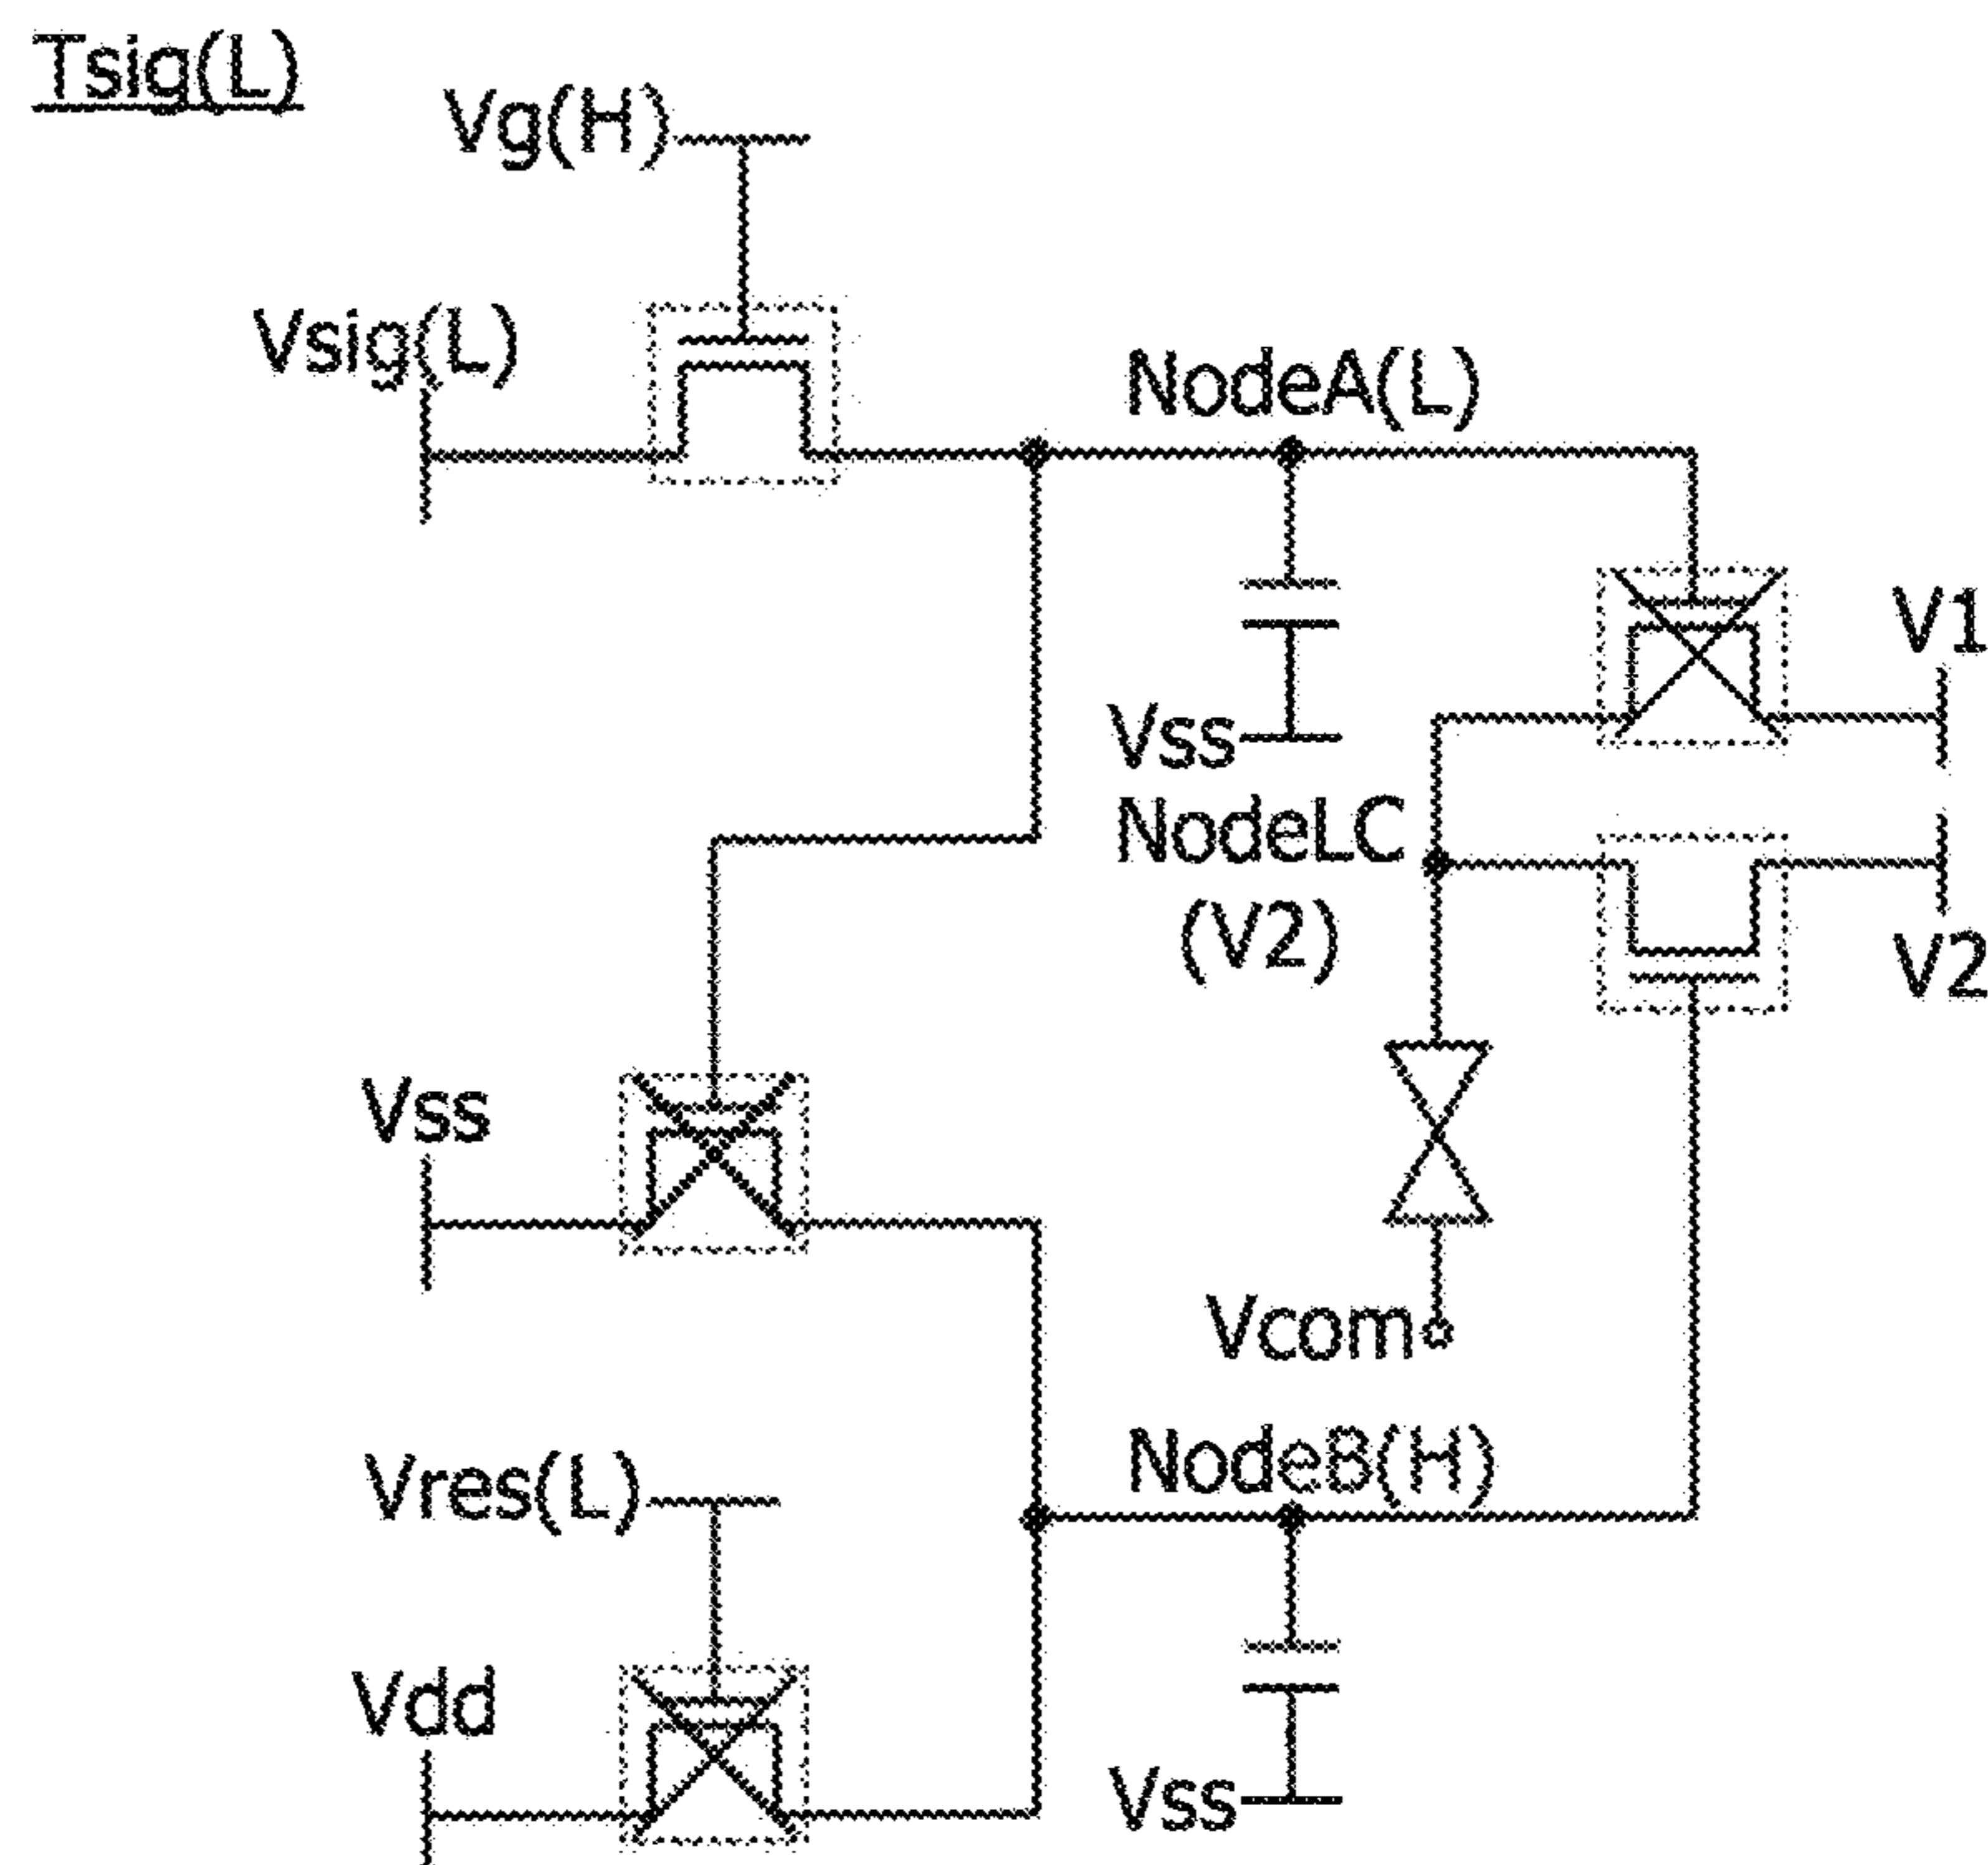 Tsig(L)
Vg(H)
Vsig(L)
NodeA(L)
V1
Vss
NodeLC
(V2)
V2
Vss
Vcom
NodeB(H)
Vres(L)
Vdd
Vss